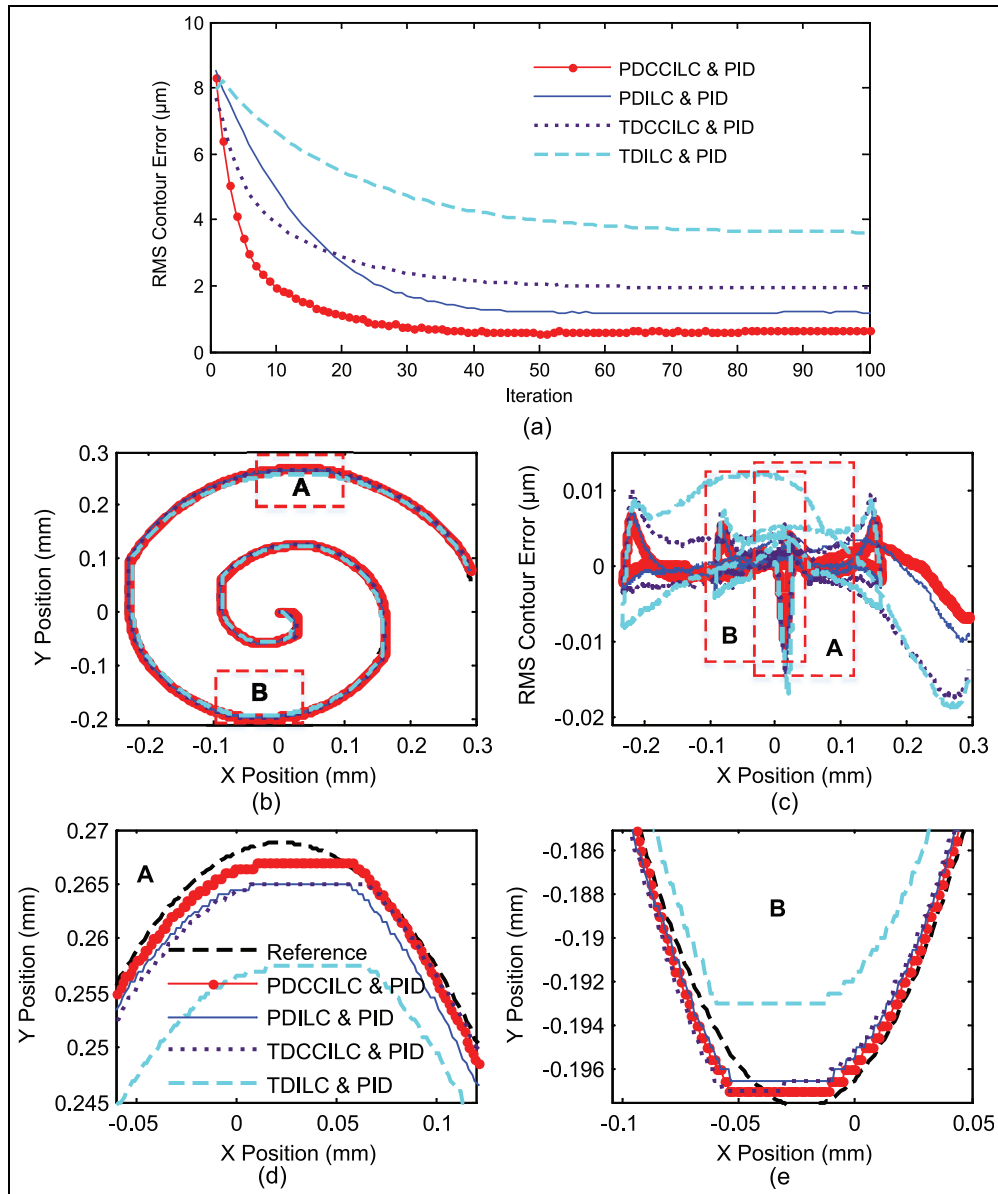 10
8
6
4
2
0
RMS Contour Error (μm)
PDCCILC & PID
PDILC & PID
TDCCILC & PID
TDILC & PID
0 10 20 30 40 50 60 70 80 90 100
Iteration
(a)
0.3
0.2
0.1
0
-0.1
-0.2
Y Position (mm)
A
B
-0.2 -0.1 0 0.1 0.2 0.3
X Position (mm)
(b)
0.01
0
-0.01
-0.02
RMS Contour Error (μm)
B
A
-0.2 -0.1 0 0.1 0.2 0.3
X Position (mm)
(c)
0.27
0.265
0.26
0.255
0.25
0.245
Y Position (mm)
A
Reference
PDCCILC & PID
PDILC & PID
TDCCILC & PID
TDILC & PID
-0.05 0 0.05 0.1
X Position (mm)
(d)
-0.186
-0.188
-0.19
-0.192
-0.194
-0.196
Y Position (mm)
B
-0.1 -0.05 0 0.05
X Position (mm)
(e)